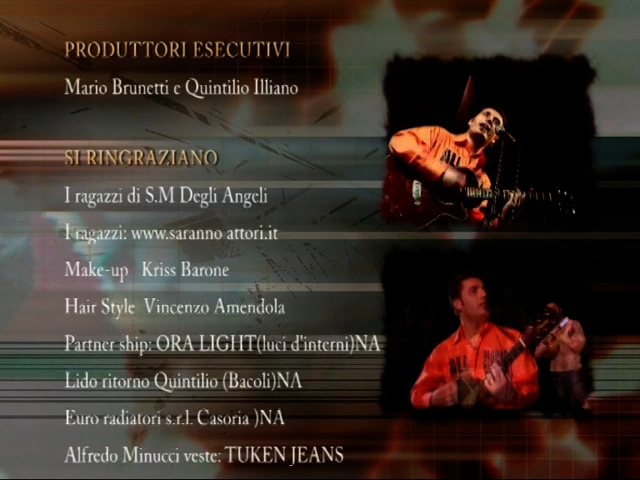 PRODUTTORI ESECUTIVI
Mario Brunetti e Quintilio Illiano
SI RINGRAZIANO
I ragazzi di S.M Degli Angeli
I ragazzi: www.saranno attori.it
Make-up Kriss Barone
Hair Style Vincenzo Amendola
Partner ship: ORA LIGHT(luci d'interni)NA
Lido ritorno Quintilio (Bacoli)NA
Euro radiatori s.r.l. Casoria )NA
Alfredo Minucci veste: TUKEN JEANS